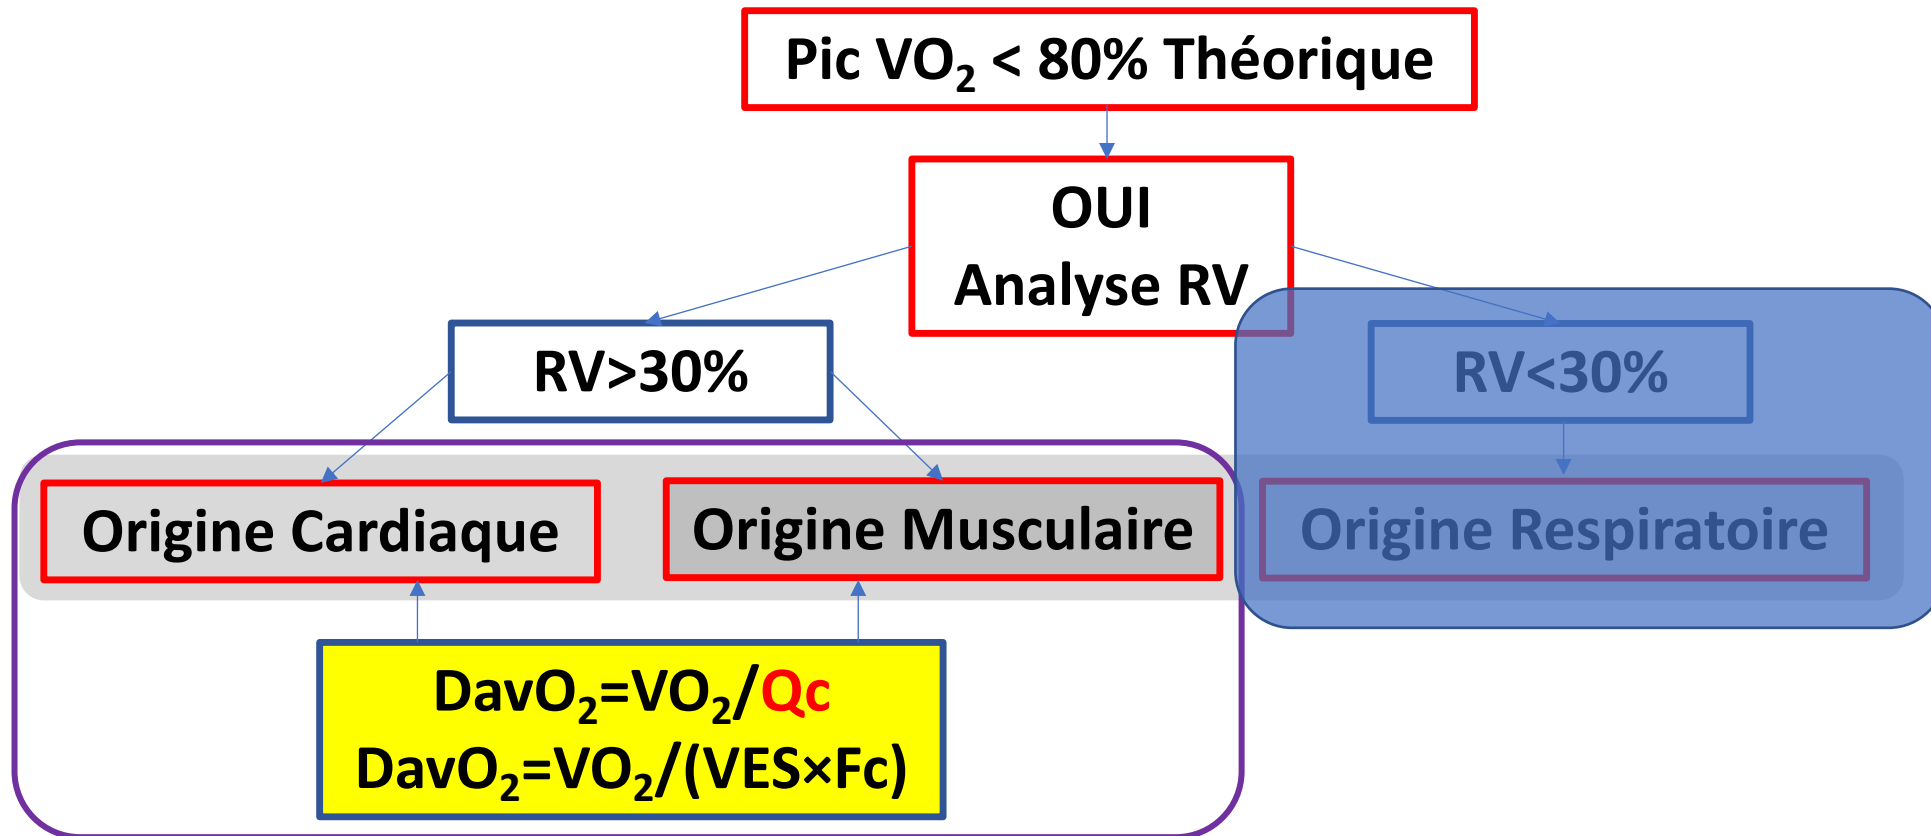 Pic VO₂ < 80% Théorique
OUI
Analyse RV
RV>30%
RV<30%
Origine Cardiaque
Origine Musculaire
Origine Respiratoire
DavO₂=VO₂/Qc
DavO₂=VO₂/(VES×Fc)